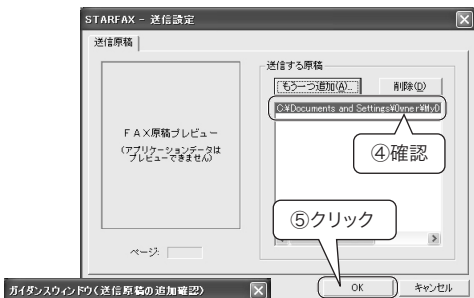 STARFAX - 送信設定
送信原稿
送信する原稿
もう一つ追加(A)...
削除(D)
C:¥Documents and Settings¥Owner¥MyD
FAX原稿プレビュー
(アプリケーションデータは
プレビューできません)
④確認
⑤クリック
ページ:
OK
キャンセル
ガイダンスウィンドウ(送信原稿の追加確認)